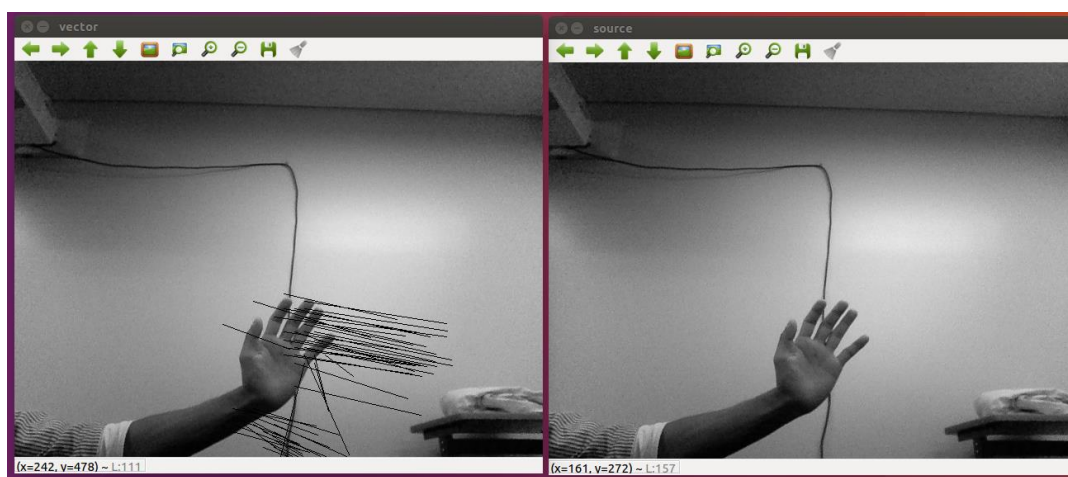 vector
source
(x=242, y=478) ~ L:111
(x=161, y=272) ~ L:157